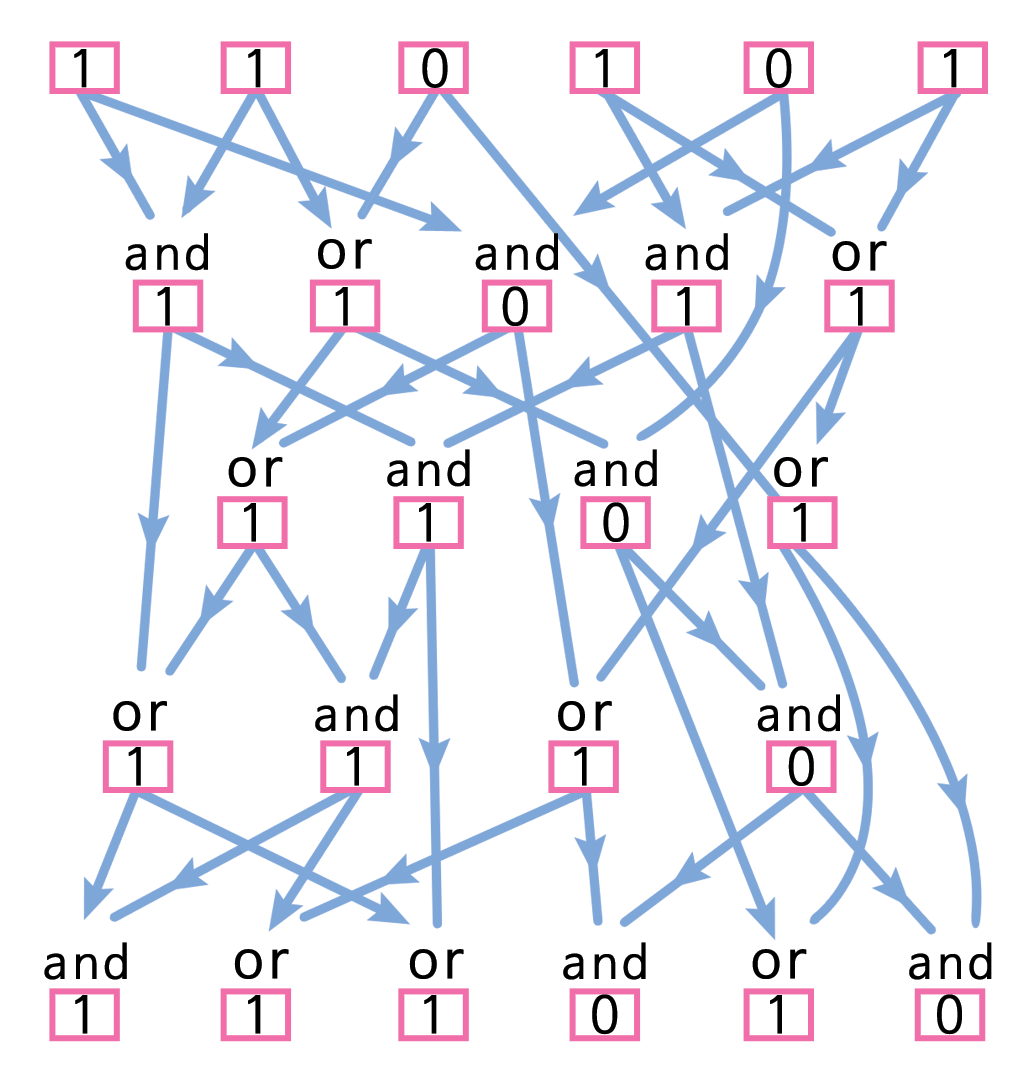 1 1 0 1 0 1
and or and and or
1 1 0 1 1
or and and or
1 1 0 1
or and or and
1 1 1 0
and or or and or and
1 1 1 0 1 0